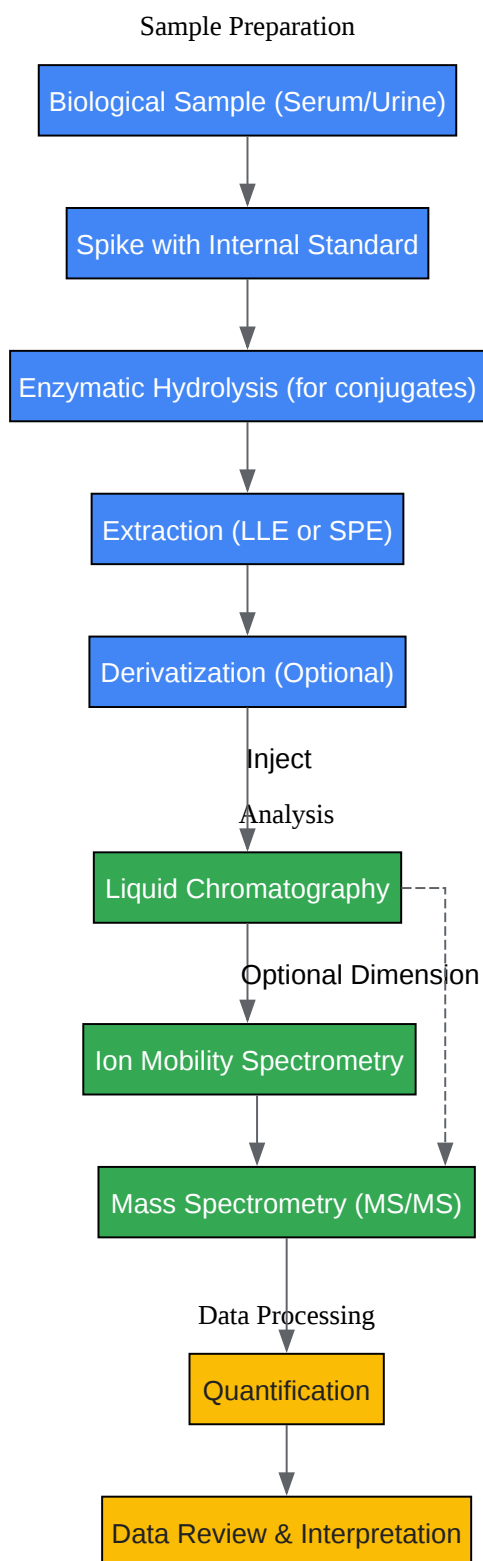 Sample Preparation
Biological Sample (Serum/Urine)
Spike with Internal Standard
Enzymatic Hydrolysis (for conjugates)
Extraction (LLE or SPE)
Derivatization (Optional)
Inject
Analysis
Liquid Chromatography
Optional Dimension
Ion Mobility Spectrometry
Mass Spectrometry (MS/MS)
Data Processing
Quantification
Data Review & Interpretation